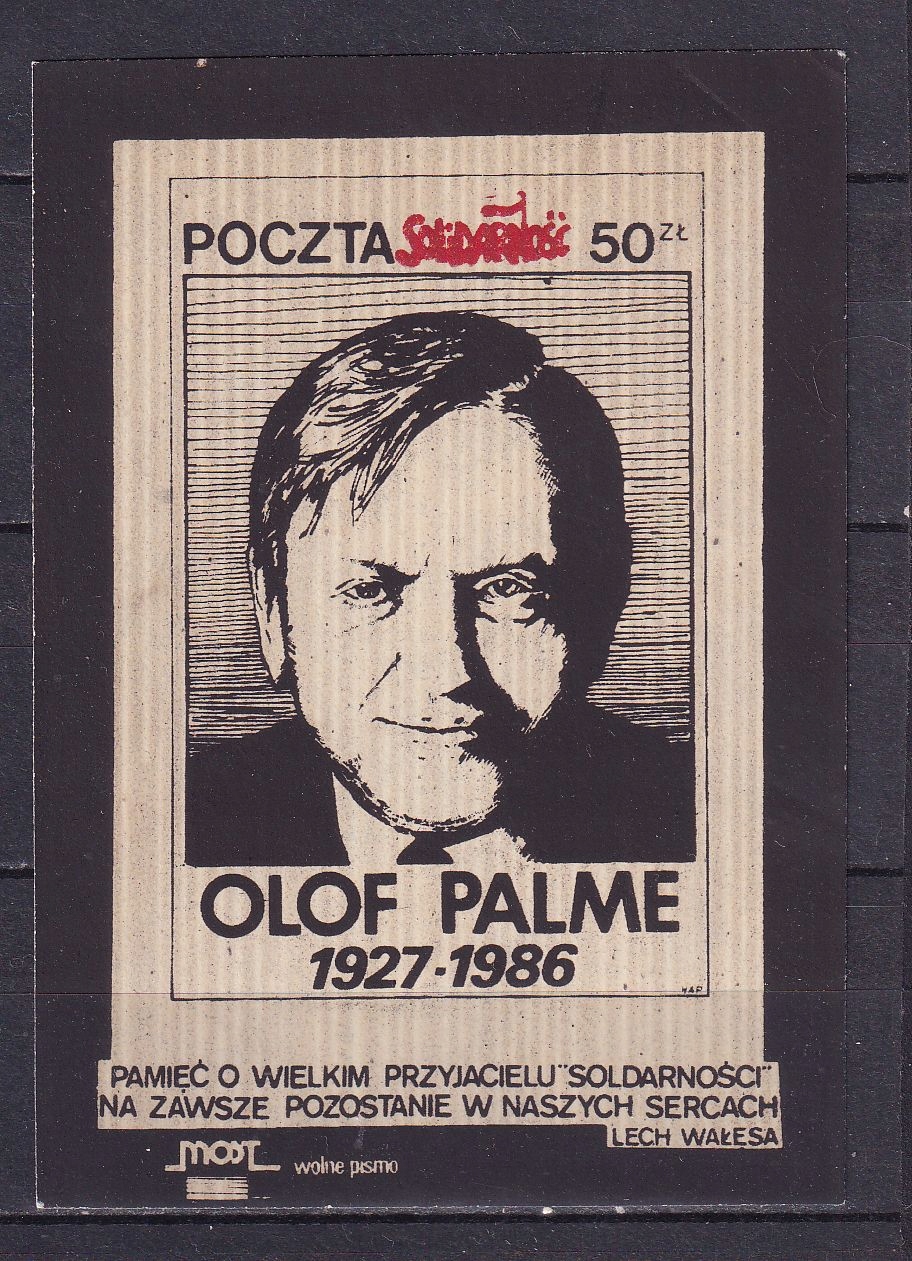 POCZTA SOLIDARNOŚĆ 50 ZŁ
OLOF PALME
1927-1986
PAMIĘĆ O WIELKIM PRZYJACIELU "SOLDARNOŚCI"
NA ZAWSZE POZOSTANIE W NASZYCH SERCACH
LECH WAŁESA
MOST wolne pismo